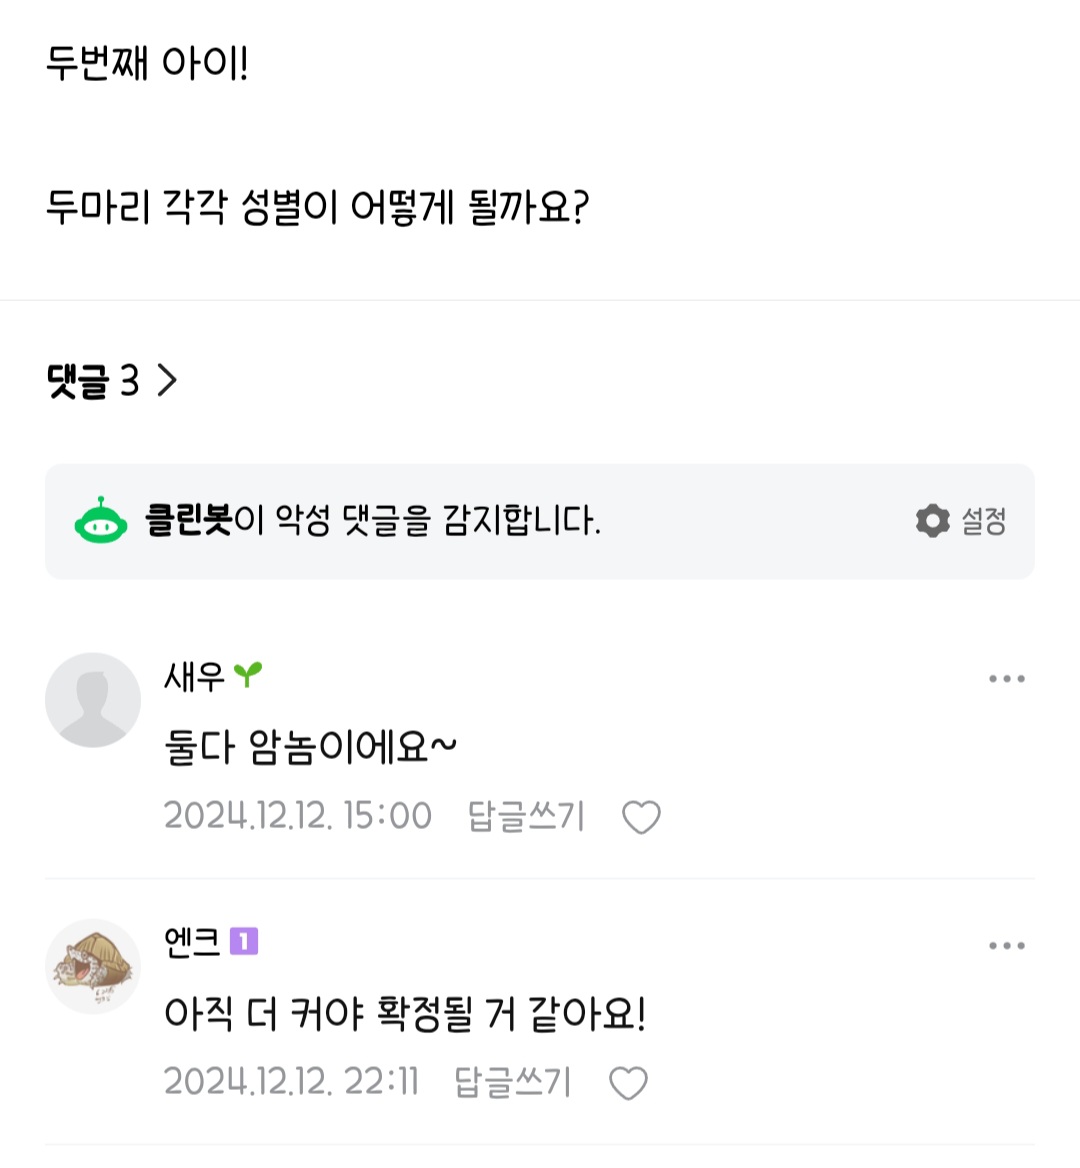 두번째 아이!
두마리 각각 성별이 어떻게 될까요?
댓글 3
클린봇이 악성 댓글을 감지합니다.
설정
새우
둘다 암놈이에요~
2024.12.12. 15:00 답글쓰기
엔크 1
아직 더 커야 확정될 거 같아요!
2024.12.12. 22:11 답글쓰기